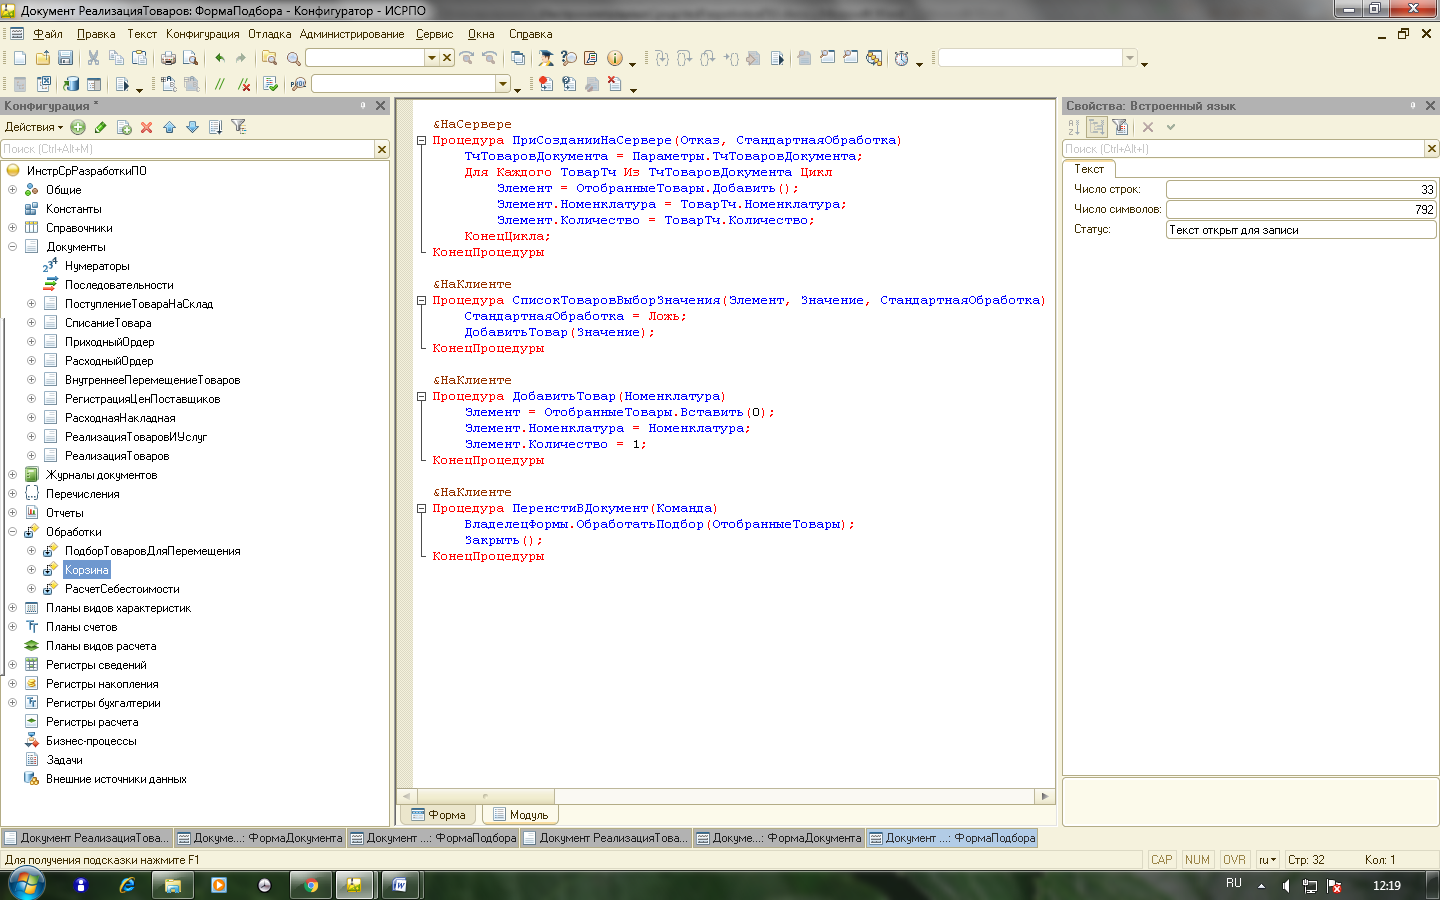 Документ РеализацияТоваров: ФормаПодбора - Конфигуратор - ИСРПО
Файл Правка Текст Конфигурация Отладка Администрирование Сервис Окна Справка
Конфигурация *
Действия
Поиск (Ctrl+Alt+M)
ИнстрСрРазработкиПО
Общие
Константы
Справочники
Документы
Нумераторы
Последовательности
ПоступлениеТовараНаСклад
СписаниеТовара
ПриходныйОрдер
РасходныйОрдер
ВнутреннееПеремещениеТоваров
РегистрацияЦенПоставщиков
РасходнаяНакладная
РеализацияТоваровИУслуг
РеализацияТоваров
Журналы документов
Перечисления
Отчеты
Обработки
ПодборТоваровДляПеремещения
Корзина
РасчетСебестоимости
Планы видов характеристик
Планы счетов
Планы видов расчета
Регистры сведений
Регистры накопления
Регистры бухгалтерии
Регистры расчета
Бизнес-процессы
Задачи
Внешние источники данных
&НаСервере
Процедура ПриСозданииНаСервере(Отказ, СтандартнаяОбработка)
ТчТоваровДокумента = Параметры.ТчТоваровДокумента;
Для Каждого ТоварТч Из ТчТоваровДокумента Цикл
Элемент = ОтобранныеТовары.Добавить();
Элемент.Номенклатура = ТоварТч.Номенклатура;
Элемент.Количество = ТоварТч.Количество;
КонецЦикла;
КонецПроцедуры
&НаКлиенте
Процедура СписокТоваровВыборЗначения(Элемент, Значение, СтандартнаяОбработка)
СтандартнаяОбработка = Ложь;
ДобавитьТовар(Значение);
КонецПроцедуры
&НаКлиенте
Процедура ДобавитьТовар(Номенклатура)
Элемент = ОтобранныеТовары.Вставить(0);
Элемент.Номенклатура = Номенклатура;
Элемент.Количество = 1;
КонецПроцедуры
&НаКлиенте
Процедура ПеренстиВДокумент(Команда)
ВладелецФормы.ОбработатьПодбор(ОтобранныеТовары);
Закрыть();
КонецПроцедуры
Форма Модуль
Свойства: Встроенный язык
Поиск (Ctrl+Alt+I)
Текст
Число строк: 33
Число символов: 792
Статус: Текст открыт для записи
Документ РеализацияТова... Докуме...: ФормаДокумента Документ ...: ФормаПодбора Документ РеализацияТова... Докуме...: ФормаДокумента Документ ...: ФормаПодбора
Для получения подсказки нажмите F1 CAP NUM OVR ru Стр: 32 Кол: 1
RU 12:19